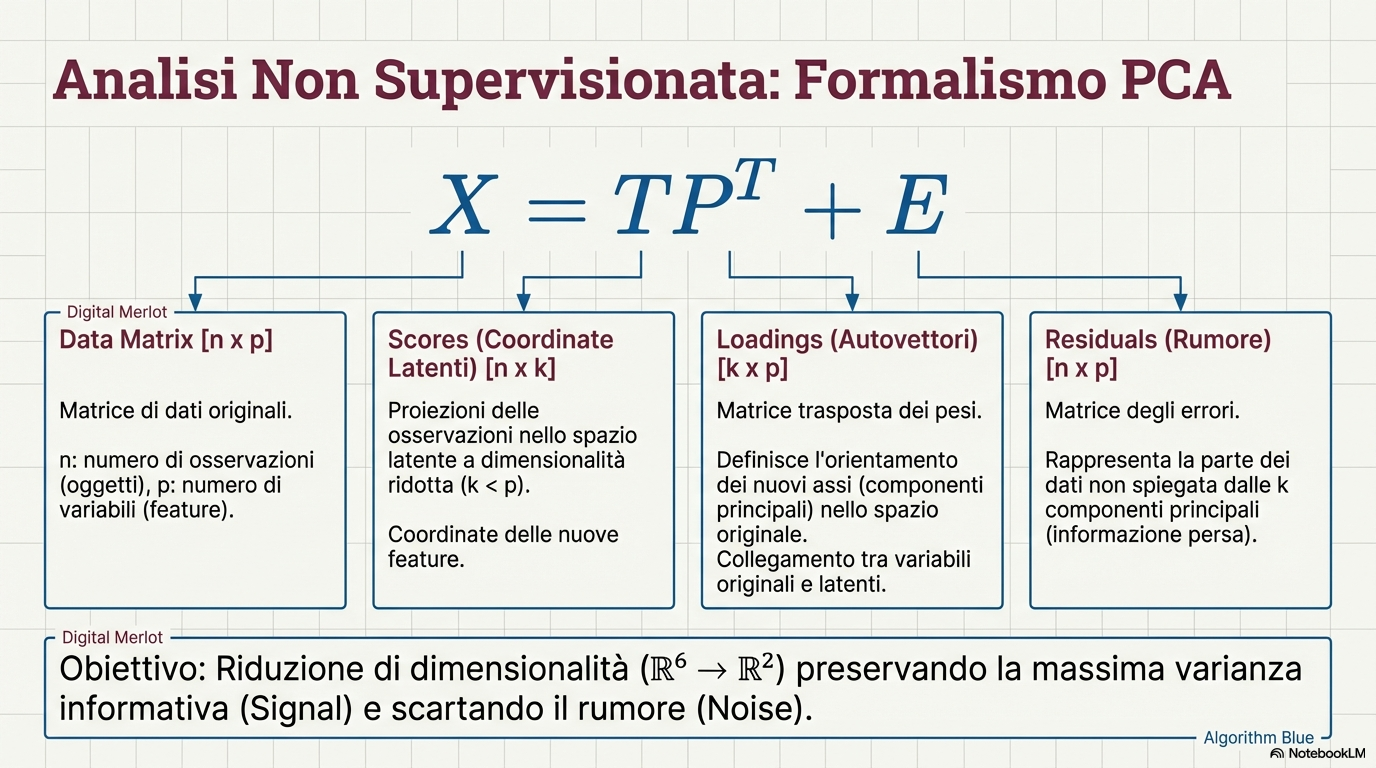 Analisi Non Supervisionata: Formalismo PCA
X = TP^T + E
Digital Merlot
Data Matrix [n x p]
Matrice di dati originali.
n: numero di osservazioni
(oggetti), p: numero di
variabili (feature).
Scores (Coordinate
Latenti) [n x k]
Proiezioni delle
osservazioni nello spazio
latente a dimensionalità
ridotta (k < p).
Coordinate delle nuove
feature.
Loadings (Autovettori)
[k x p]
Matrice trasposta dei pesi.
Definisce l'orientamento
dei nuovi assi (componenti
principali) nello spazio
originale.
Collegamento tra variabili
originali e latenti.
Residuals (Rumore)
[n x p]
Matrice degli errori.
Rappresenta la parte dei
dati non spiegata dalle k
componenti principali
(informazione persa).
Digital Merlot
Obiettivo: Riduzione di dimensionalità (ℝ⁶ → ℝ²) preservando la massima varianza
informativa (Signal) e scartando il rumore (Noise).
Algorithm Blue
NotebookLM